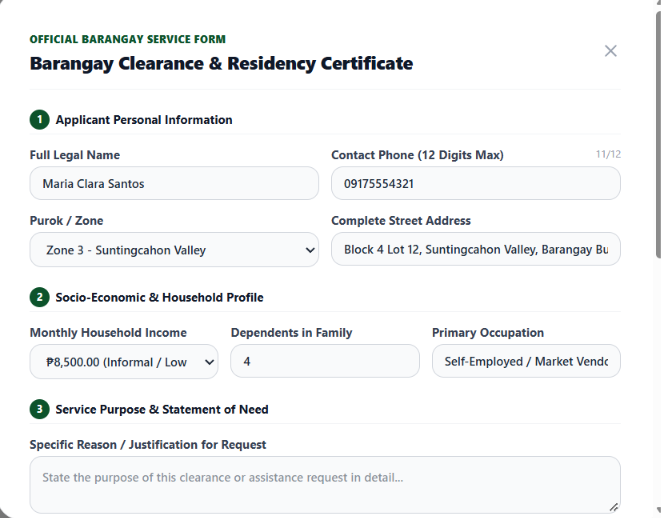 OFFICIAL BARANGAY SERVICE FORM
Barangay Clearance & Residency Certificate
1 Applicant Personal Information
Full Legal Name
Contact Phone (12 Digits Max) 11/12
Maria Clara Santos
09175554321
Purok / Zone
Complete Street Address
Zone 3 - Suntingcahon Valley
Block 4 Lot 12, Suntingcahon Valley, Barangay Bu
2 Socio-Economic & Household Profile
Monthly Household Income
Dependents in Family
Primary Occupation
₱8,500.00 (Informal / Low
4
Self-Employed / Market Vendo
3 Service Purpose & Statement of Need
Specific Reason / Justification for Request
State the purpose of this clearance or assistance request in detail...